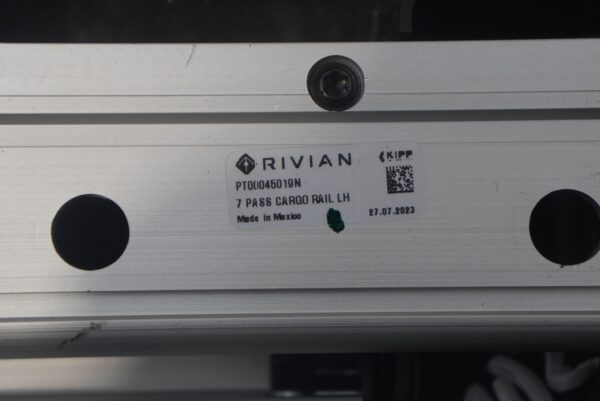 RIVIAN
KIPP
PT00045019N
7 PASS CARGO RAIL LH
Made in Mexico
27.07.2023